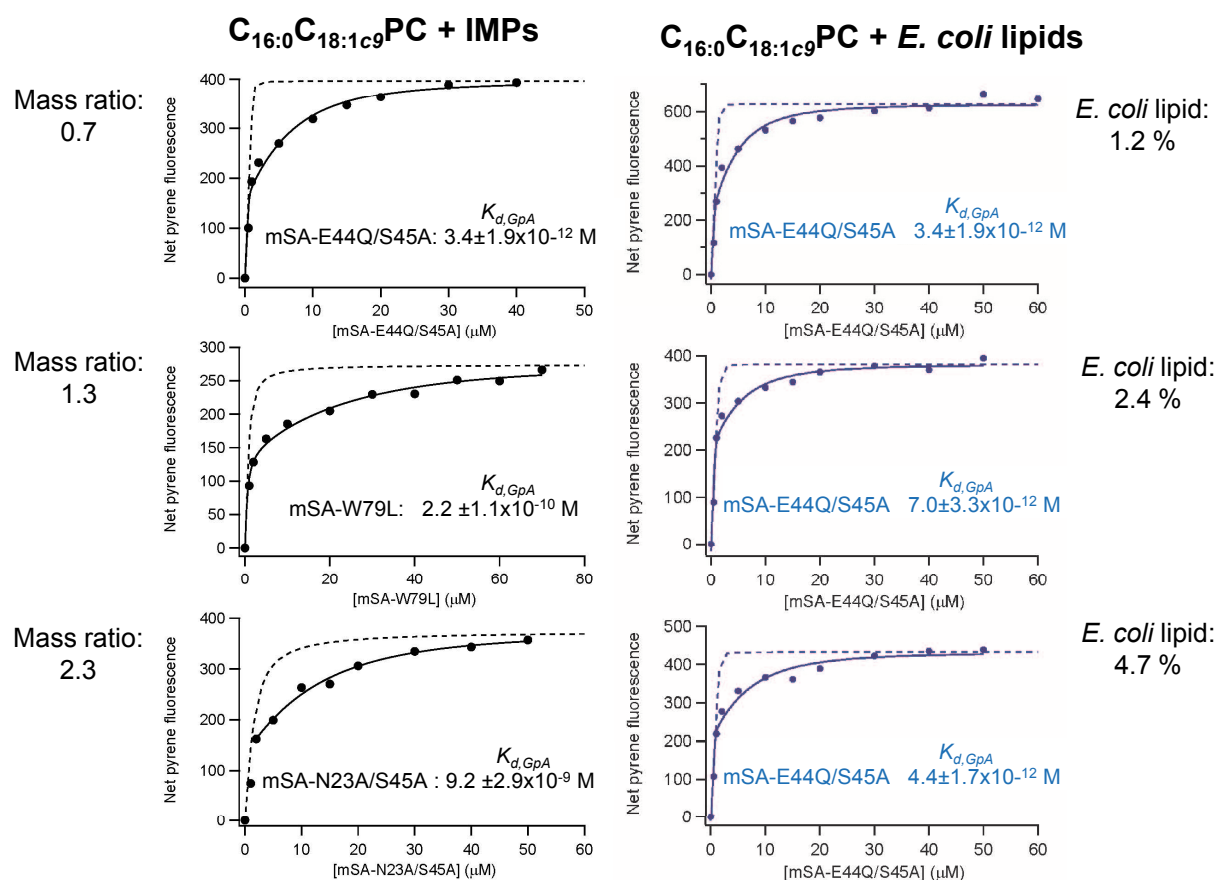 C16:0C18:1c9PC + IMPs
C16:0C18:1c9PC + E. coli lipids
Mass ratio:
0.7
Net pyrene fluorescence
400
300
200
100
0
Kd,GpA
mSA-E44Q/S45A: 3.4±1.9x10-12 M
0 10 20 30 40 50
[mSA-E44Q/S45A] (μM)
Net pyrene fluorescence
600
400
200
0
Kd,GpA
mSA-E44Q/S45A 3.4±1.9x10-12 M
0 10 20 30 40 50 60
[mSA-E44Q/S45A] (μM)
E. coli lipid:
1.2 %
Mass ratio:
1.3
Net pyrene fluorescence
300
250
200
150
100
50
0
Kd,GpA
mSA-W79L: 2.2 ±1.1x10-10 M
0 20 40 60 80
[mSA-W79L] (μM)
Net pyrene fluorescence
400
300
200
100
0
Kd,GpA
mSA-E44Q/S45A 7.0±3.3x10-12 M
0 10 20 30 40 50 60
[mSA-E44Q/S45A] (μM)
E. coli lipid:
2.4 %
Mass ratio:
2.3
Net pyrene fluorescence
400
300
200
100
0
Kd,GpA
mSA-N23A/S45A : 9.2 ±2.9x10-9 M
0 10 20 30 40 50 60
[mSA-N23A/S45A] (μM)
Net pyrene fluorescence
500
400
300
200
100
0
Kd,GpA
mSA-E44Q/S45A 4.4±1.7x10-12 M
0 10 20 30 40 50 60
[mSA-E44Q/S45A] (μM)
E. coli lipid:
4.7 %